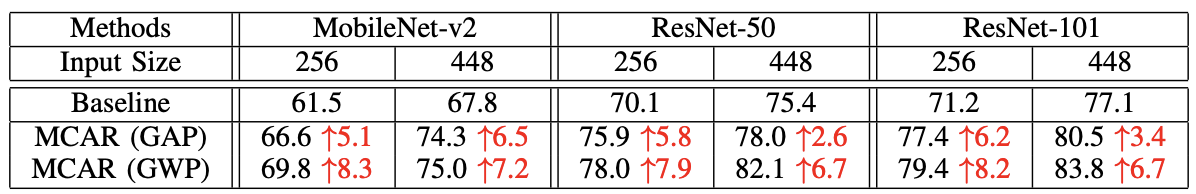 Methods MobileNet-v2 ResNet-50 ResNet-101
Input Size 256 448 256 448 256 448
Baseline 61.5 67.8 70.1 75.4 71.2 77.1
MCAR (GAP) 66.6 ↑5.1 74.3 ↑6.5 75.9 ↑5.8 78.0 ↑2.6 77.4 ↑6.2 80.5 ↑3.4
MCAR (GWP) 69.8 ↑8.3 75.0 ↑7.2 78.0 ↑7.9 82.1 ↑6.7 79.4 ↑8.2 83.8 ↑6.7